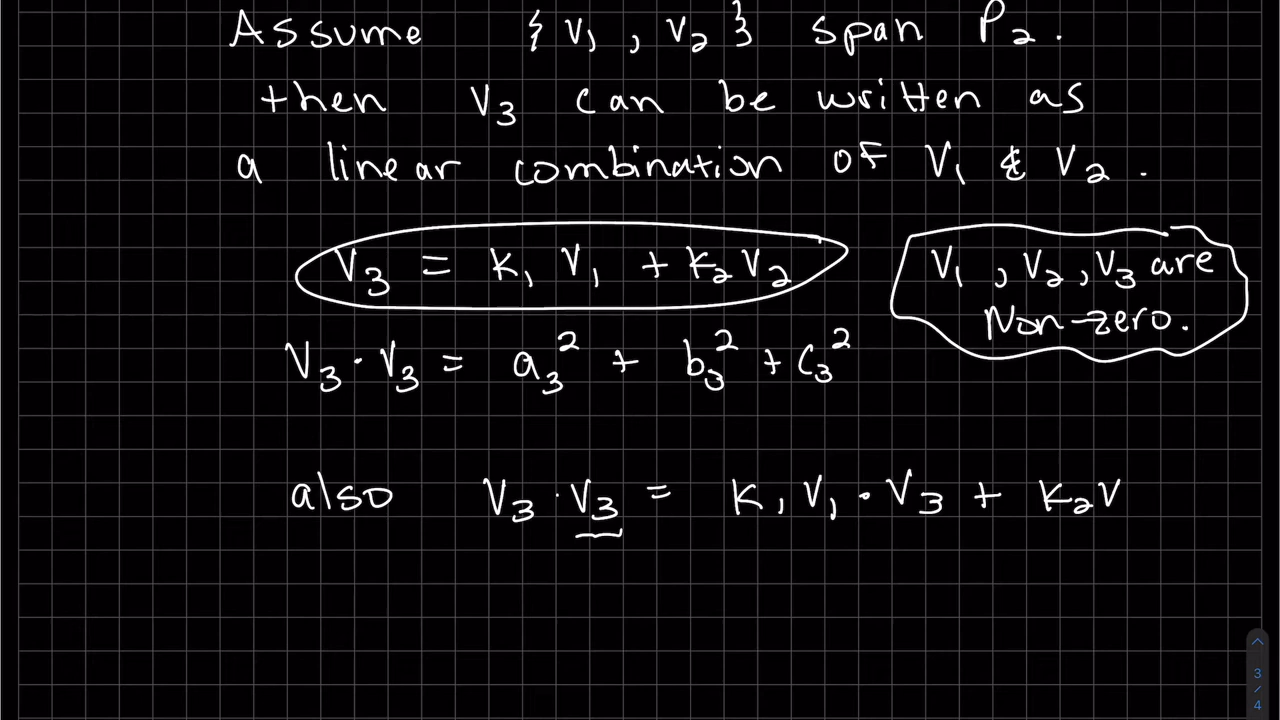 Assume { V₁ , V₂ } span P₂ .
then V₃ can be written as
a linear combination of V₁ & V₂ .
V₃ = K₁ V₁ + K₂ V₂
V₁ , V₂ , V₃ are
Non-zero.
V₃ · V₃ = a₃² + b₃² + c₃²
also V₃ · V₃ = K₁ V₁ · V₃ + K₂ V
3
/
4